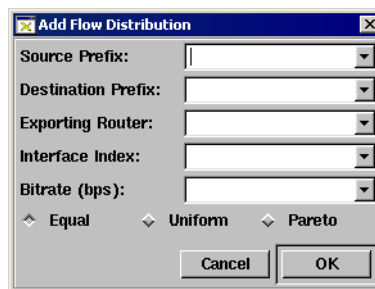 Add Flow Distribution
Source Prefix:
Destination Prefix:
Exporting Router:
Interface Index:
Bitrate (bps):
Equal Uniform Pareto
Cancel OK